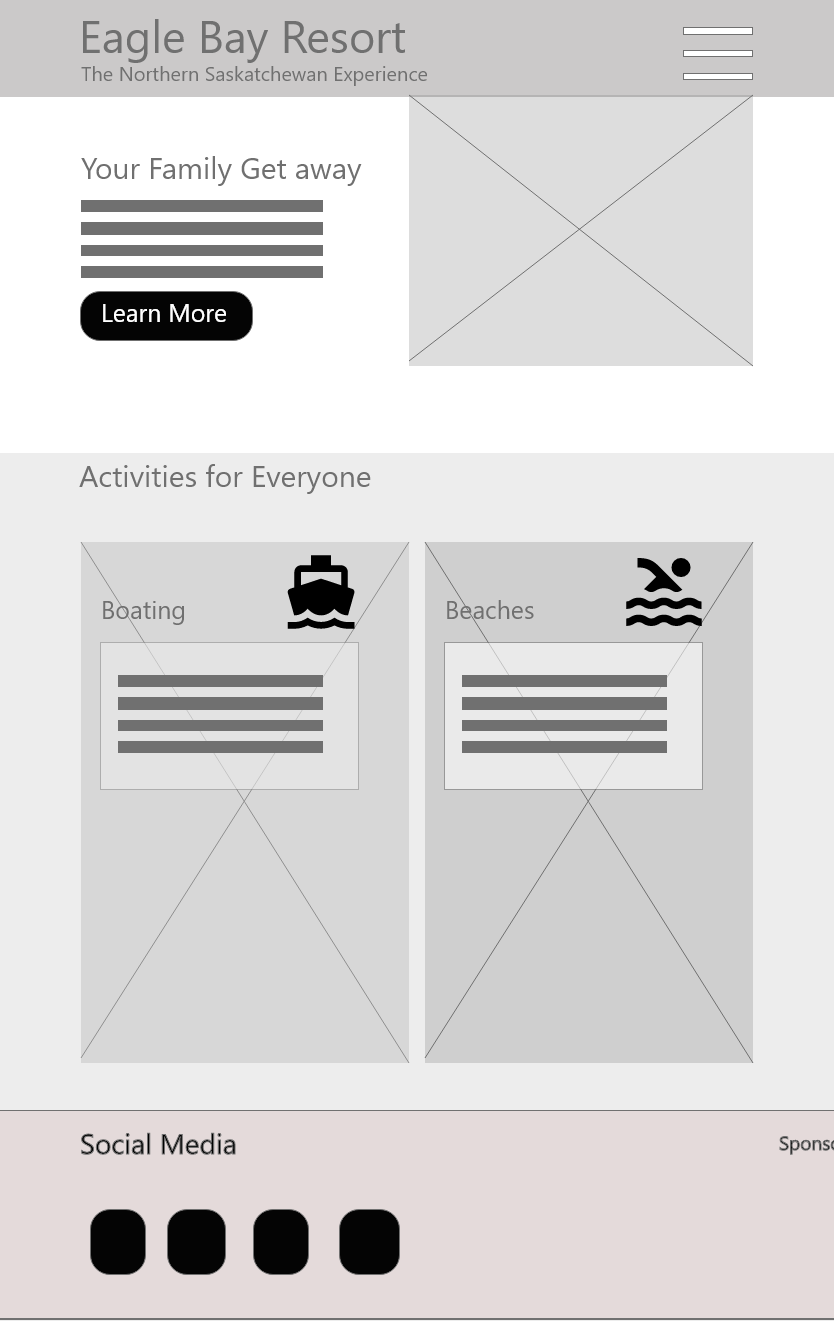 Eagle Bay Resort
The Northern Saskatchewan Experience
Your Family Get away
Learn More
Activities for Everyone
Boating
Beaches
Social Media